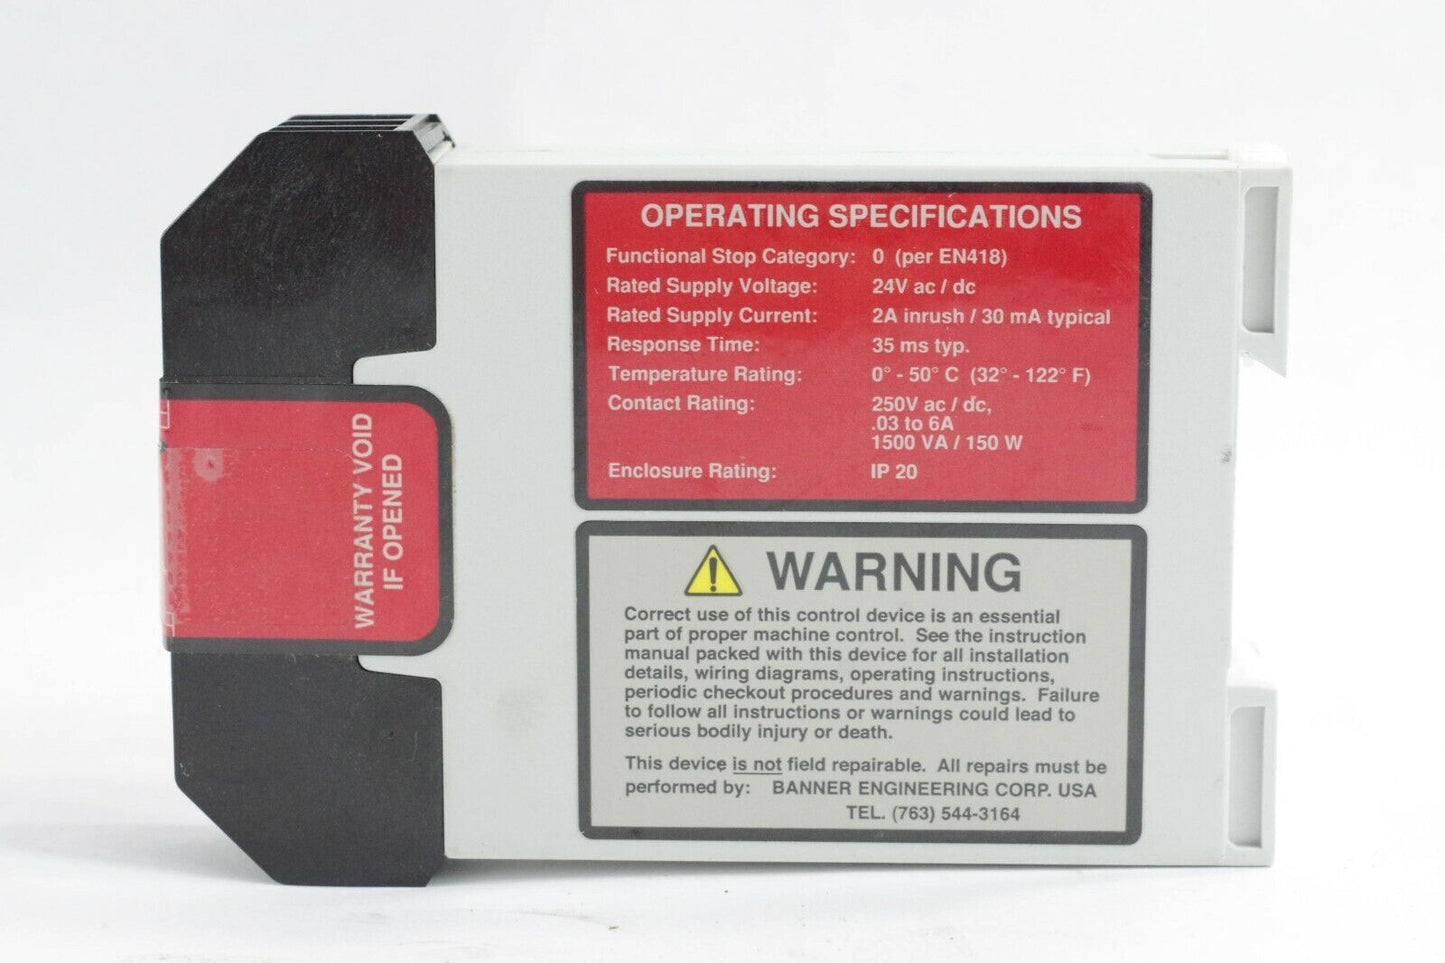 OPERATING SPECIFICATIONS
Functional Stop Category: 0 (per EN418)
Rated Supply Voltage: 24V ac / dc
Rated Supply Current: 2A inrush / 30 mA typical
Response Time: 35 ms typ.
Temperature Rating: 0° - 50° C (32° - 122° F)
Contact Rating: 250V ac / dc,
.03 to 6A
1500 VA / 150 W
Enclosure Rating: IP 20
WARRANTY VOID
IF OPENED
WARNING
Correct use of this control device is an essential
part of proper machine control. See the instruction
manual packed with this device for all installation
details, wiring diagrams, operating instructions,
periodic checkout procedures and warnings. Failure
to follow all instructions or warnings could lead to
serious bodily injury or death.
This device is not field repairable. All repairs must be
performed by: BANNER ENGINEERING CORP. USA
TEL. (763) 544-3164